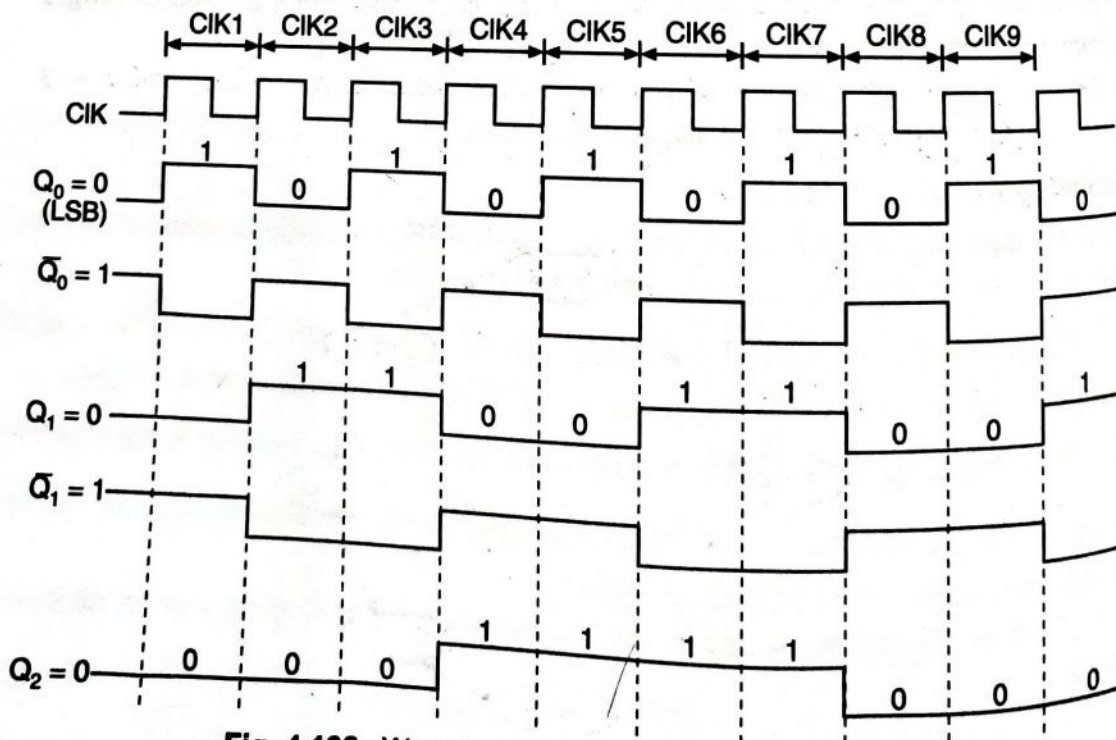 ClK1 ClK2 ClK3 ClK4 ClK5 ClK6 ClK7 ClK8 ClK9
ClK
Q₀ = 0 1 0 1 0 1 0 1 0 1 0
(LSB)
Q̅₀ = 1
Q₁ = 0 1 1 0 0 1 1 0 0 1
Q̅₁ = 1
Q₂ = 0 0 0 0 1 1 1 1 0 0 0